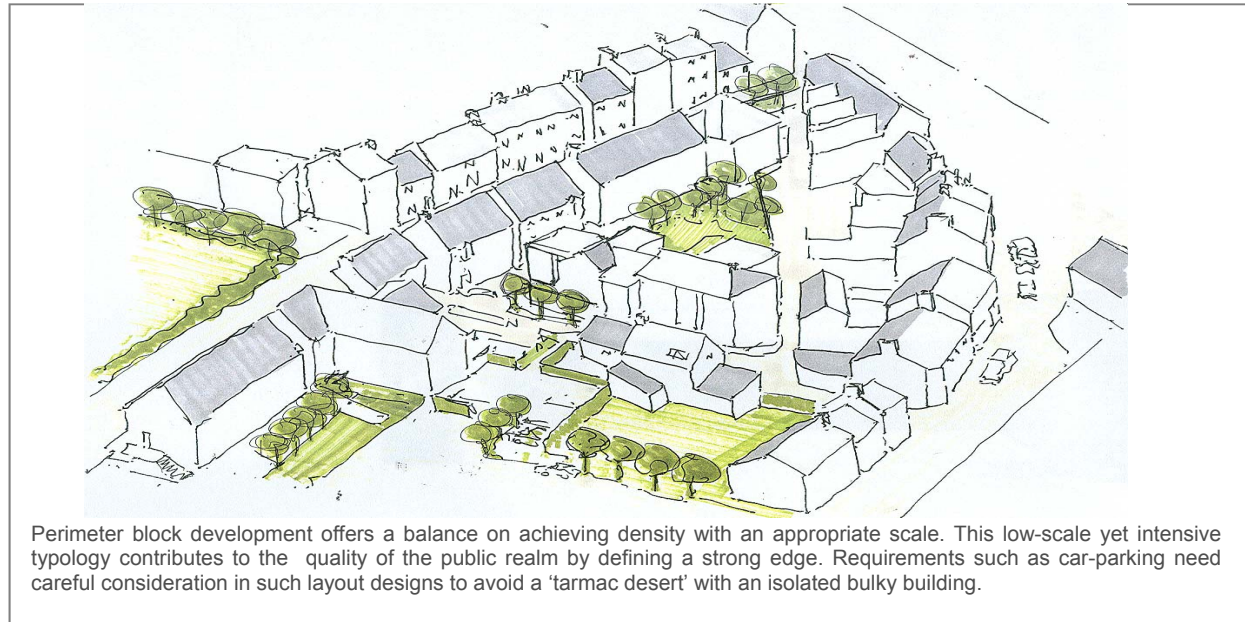 Perimeter block development offers a balance on achieving density with an appropriate scale. This low-scale yet intensive
typology contributes to the quality of the public realm by defining a strong edge. Requirements such as car-parking need
careful consideration in such layout designs to avoid a ‘tarmac desert’ with an isolated bulky building.